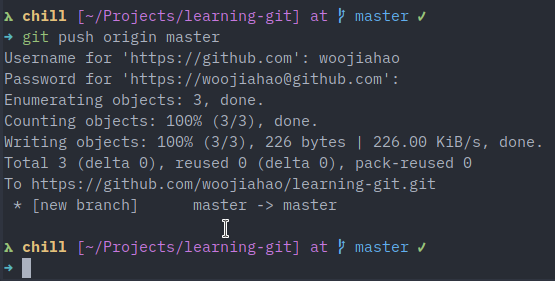 λ chill [~/Projects/learning-git] at ᚹ master ✓
→ git push origin master
Username for 'https://github.com': woojiahao
Password for 'https://woojiahao@github.com':
Enumerating objects: 3, done.
Counting objects: 100% (3/3), done.
Writing objects: 100% (3/3), 226 bytes | 226.00 KiB/s, done.
Total 3 (delta 0), reused 0 (delta 0), pack-reused 0
To https://github.com/woojiahao/learning-git.git
 * [new branch]      master -> master
λ chill [~/Projects/learning-git] at ᚹ master ✓
→